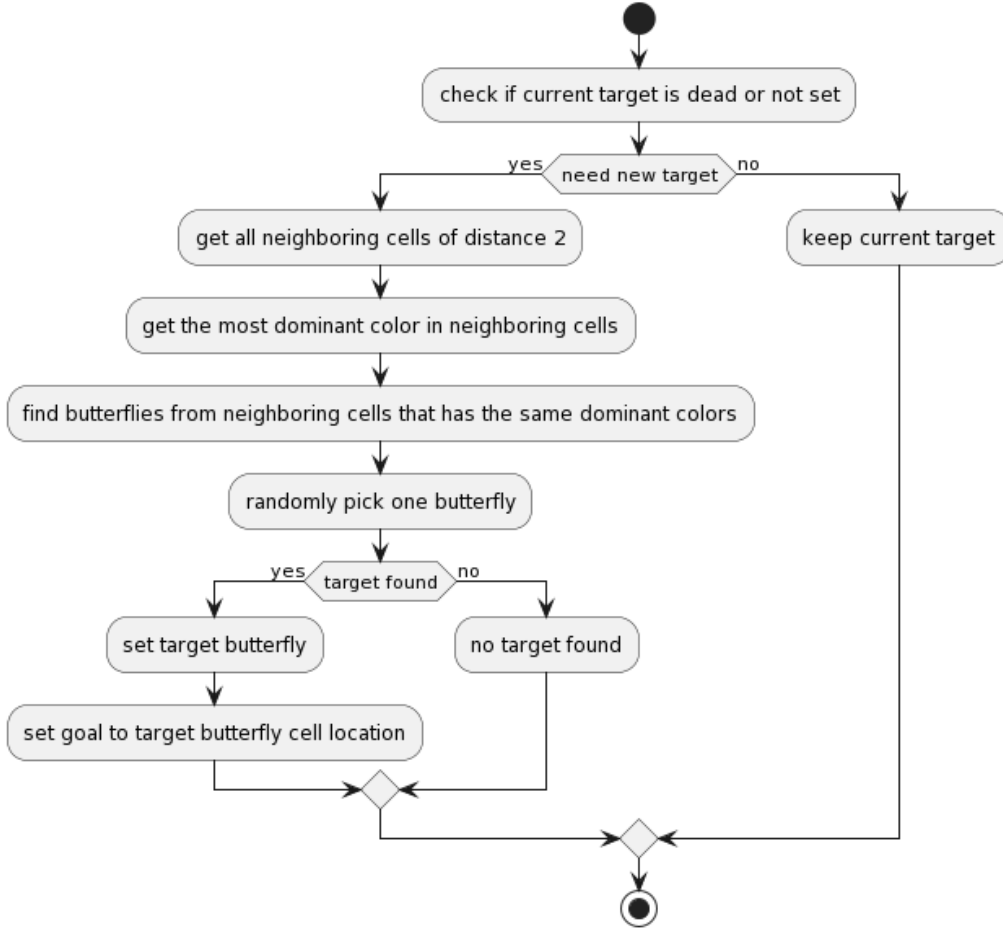 check if current target is dead or not set
yes
need new target
no
get all neighboring cells of distance 2
keep current target
get the most dominant color in neighboring cells
find butterflies from neighboring cells that has the same dominant colors
randomly pick one butterfly
yes
target found
no
set target butterfly
no target found
set goal to target butterfly cell location